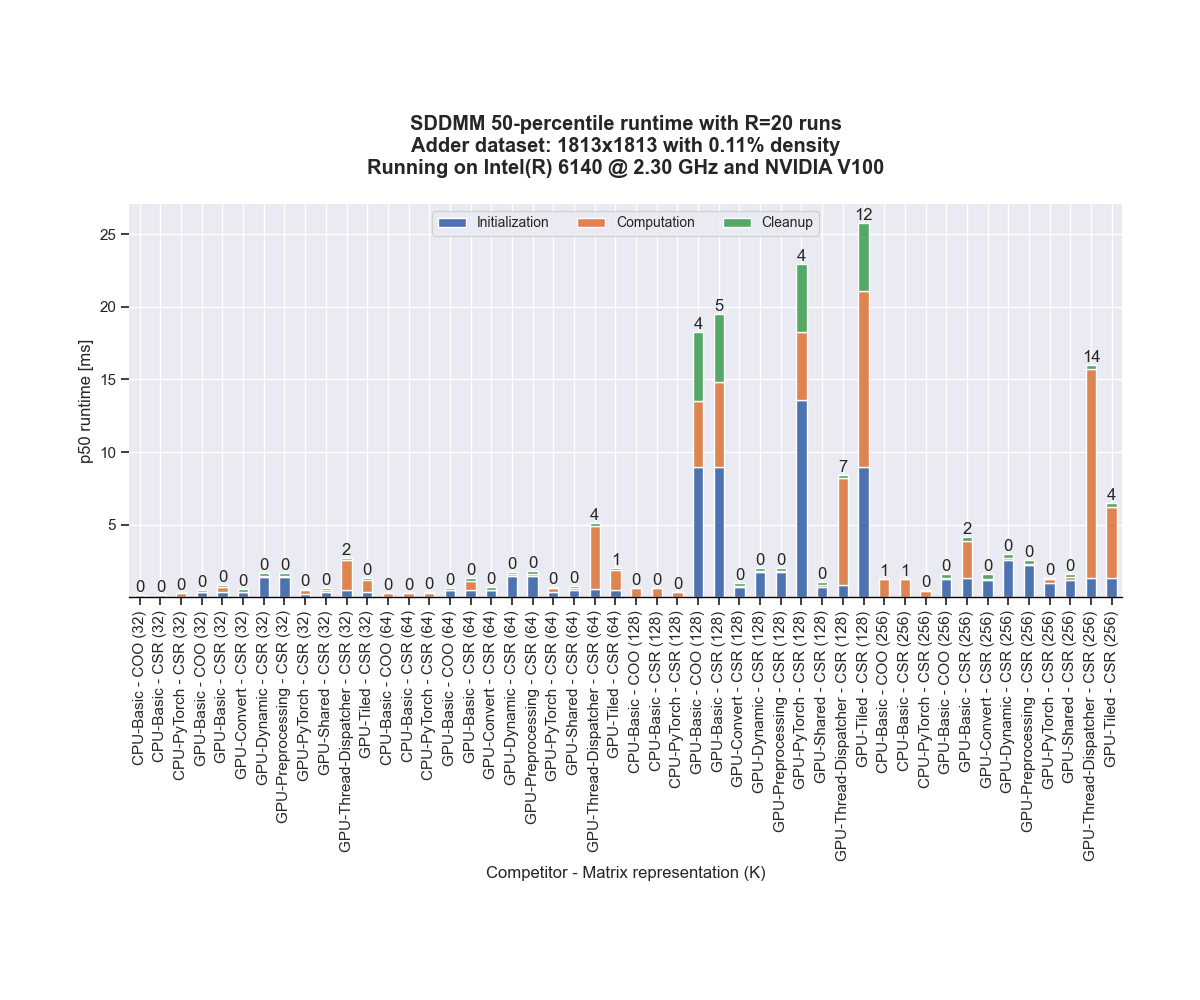 SDDMM 50-percentile runtime with R=20 runs
Adder dataset: 1813x1813 with 0.11% density
Running on Intel(R) 6140 @ 2.30 GHz and NVIDIA V100
Initialization Computation Cleanup
p50 runtime [ms]
25
20
15
10
5
0 0 0 0 0 0 0 0 0 0 2 0 0 0 0 0 0 0 0 0 0 0 4 1 0 0 0 4 5 0 0 0 4 0 7 12 1 1 0 0 2 0 0 0 0 0 14 4
CPU-Basic - COO (32)
CPU-Basic - CSR (32)
CPU-PyTorch - CSR (32)
GPU-Basic - COO (32)
GPU-Basic - CSR (32)
GPU-Convert - CSR (32)
GPU-Dynamic - CSR (32)
GPU-Preprocessing - CSR (32)
GPU-PyTorch - CSR (32)
GPU-Shared - CSR (32)
GPU-Thread-Dispatcher - CSR (32)
GPU-Tiled - CSR (32)
CPU-Basic - COO (64)
CPU-Basic - CSR (64)
CPU-PyTorch - CSR (64)
GPU-Basic - COO (64)
GPU-Basic - CSR (64)
GPU-Convert - CSR (64)
GPU-Dynamic - CSR (64)
GPU-Preprocessing - CSR (64)
GPU-PyTorch - CSR (64)
GPU-Shared - CSR (64)
GPU-Thread-Dispatcher - CSR (64)
GPU-Tiled - CSR (64)
CPU-Basic - COO (128)
CPU-Basic - CSR (128)
CPU-PyTorch - CSR (128)
GPU-Basic - COO (128)
GPU-Basic - CSR (128)
GPU-Convert - CSR (128)
GPU-Dynamic - CSR (128)
GPU-Preprocessing - CSR (128)
GPU-PyTorch - CSR (128)
GPU-Shared - CSR (128)
GPU-Thread-Dispatcher - CSR (128)
GPU-Tiled - CSR (128)
CPU-Basic - COO (256)
CPU-Basic - CSR (256)
CPU-PyTorch - CSR (256)
GPU-Basic - COO (256)
GPU-Basic - CSR (256)
GPU-Convert - CSR (256)
GPU-Dynamic - CSR (256)
GPU-Preprocessing - CSR (256)
GPU-PyTorch - CSR (256)
GPU-Shared - CSR (256)
GPU-Thread-Dispatcher - CSR (256)
GPU-Tiled - CSR (256)
Competitor - Matrix representation (K)